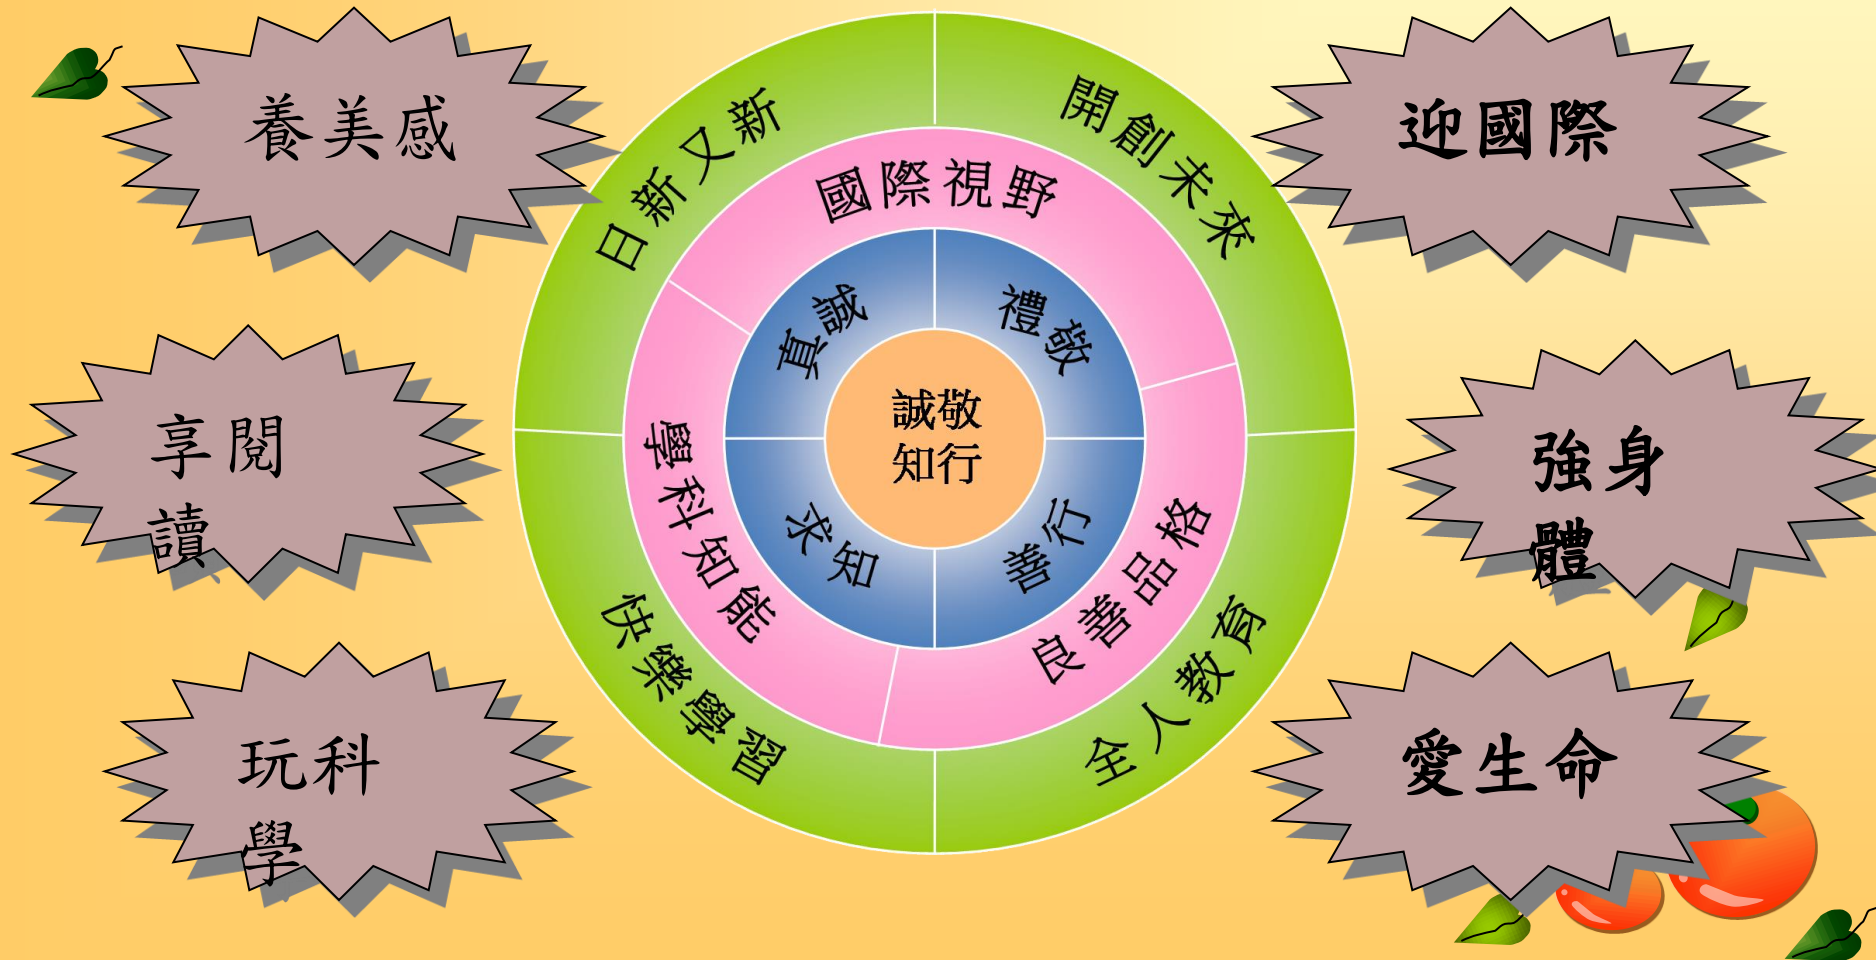 養美感
享閱
讀
玩科
學
日新又新
開創未來
國際視野
真誠
禮敬
誠敬
知行
學科知能
求知
善行
良善品格
快樂學習
全人教育
迎國際
強身
體
愛生命